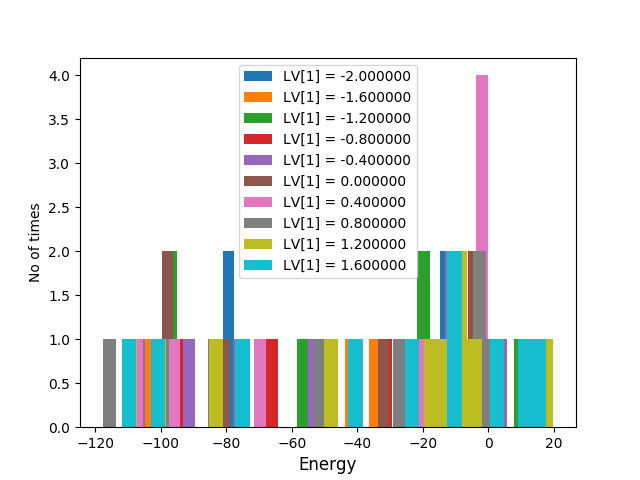 4.0
3.5
3.0
2.5
2.0
1.5
1.0
0.5
0.0
No of times
LV[1] = -2.000000
LV[1] = -1.600000
LV[1] = -1.200000
LV[1] = -0.800000
LV[1] = -0.400000
LV[1] = 0.000000
LV[1] = 0.400000
LV[1] = 0.800000
LV[1] = 1.200000
LV[1] = 1.600000
−120 −100 −80 −60 −40 −20 0 20
Energy